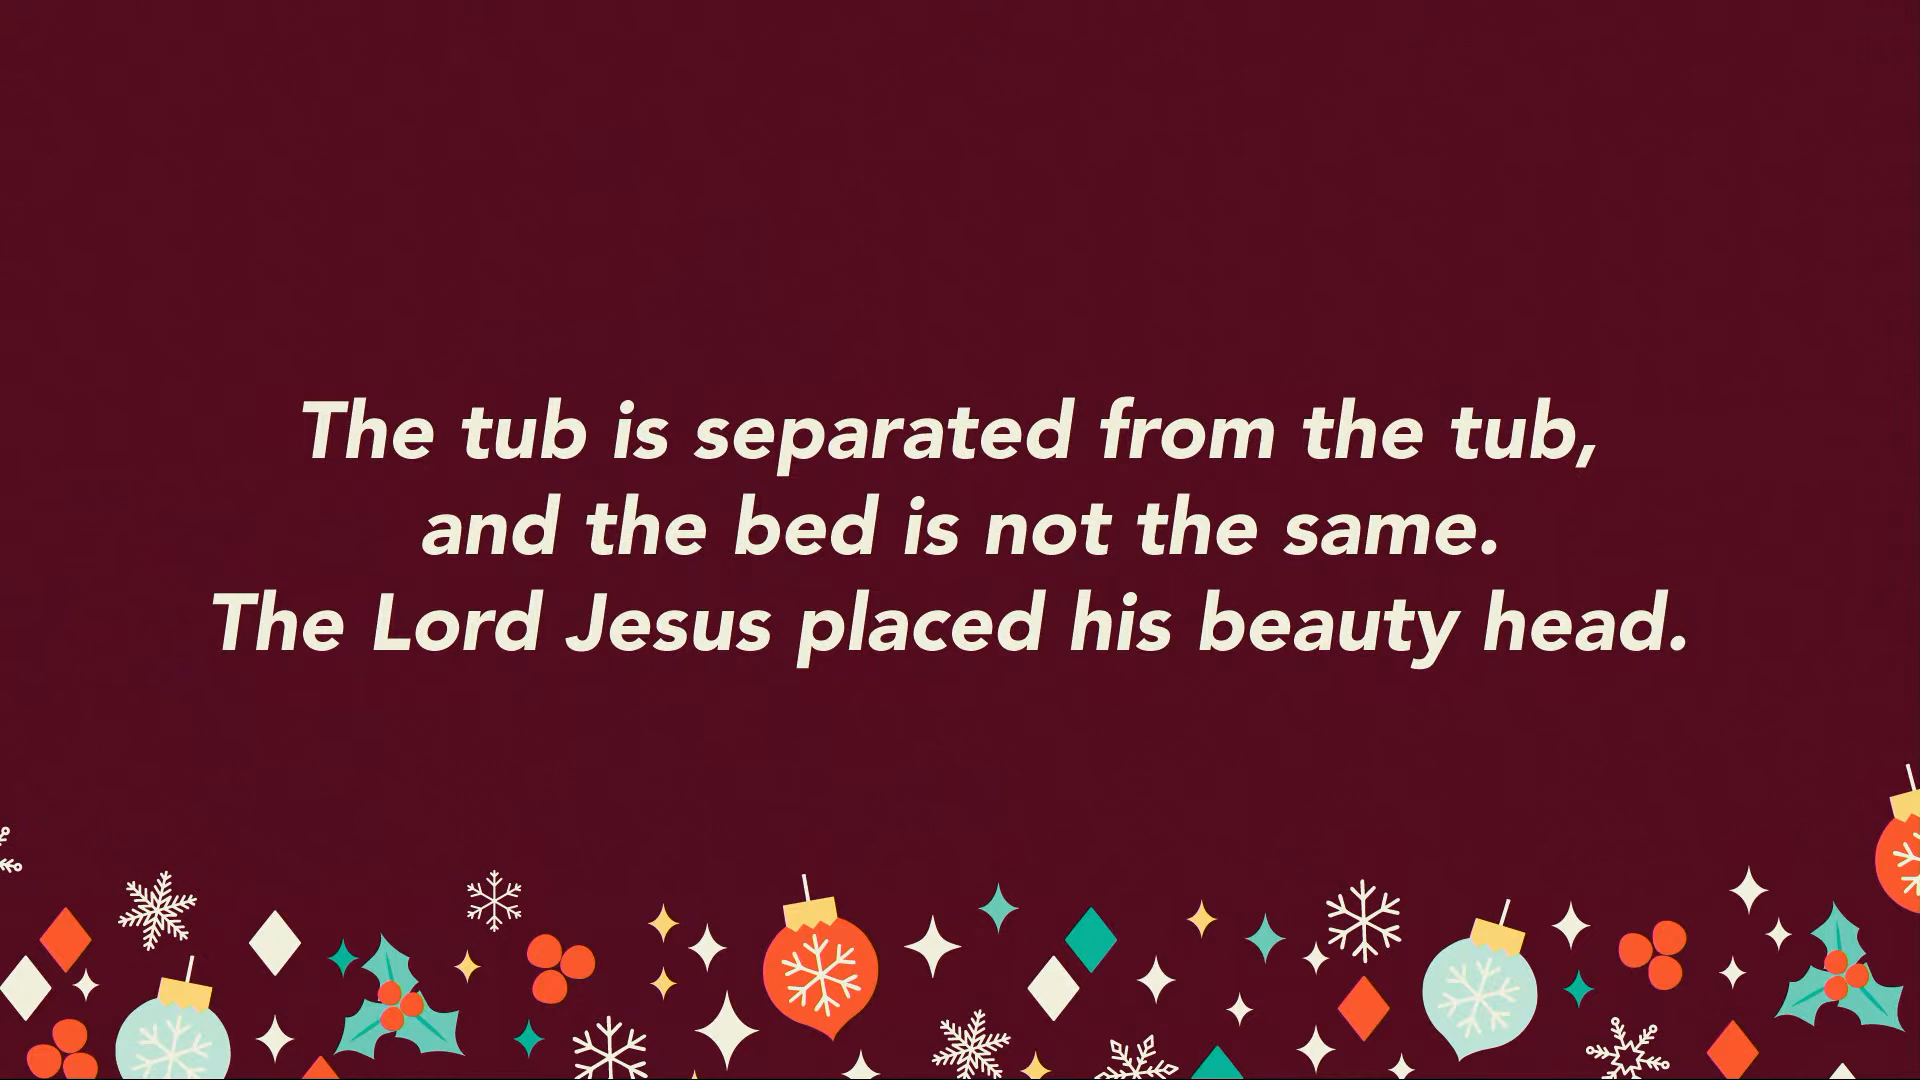 The tub is separated from the tub,
and the bed is not the same.
The Lord Jesus placed his beauty head.